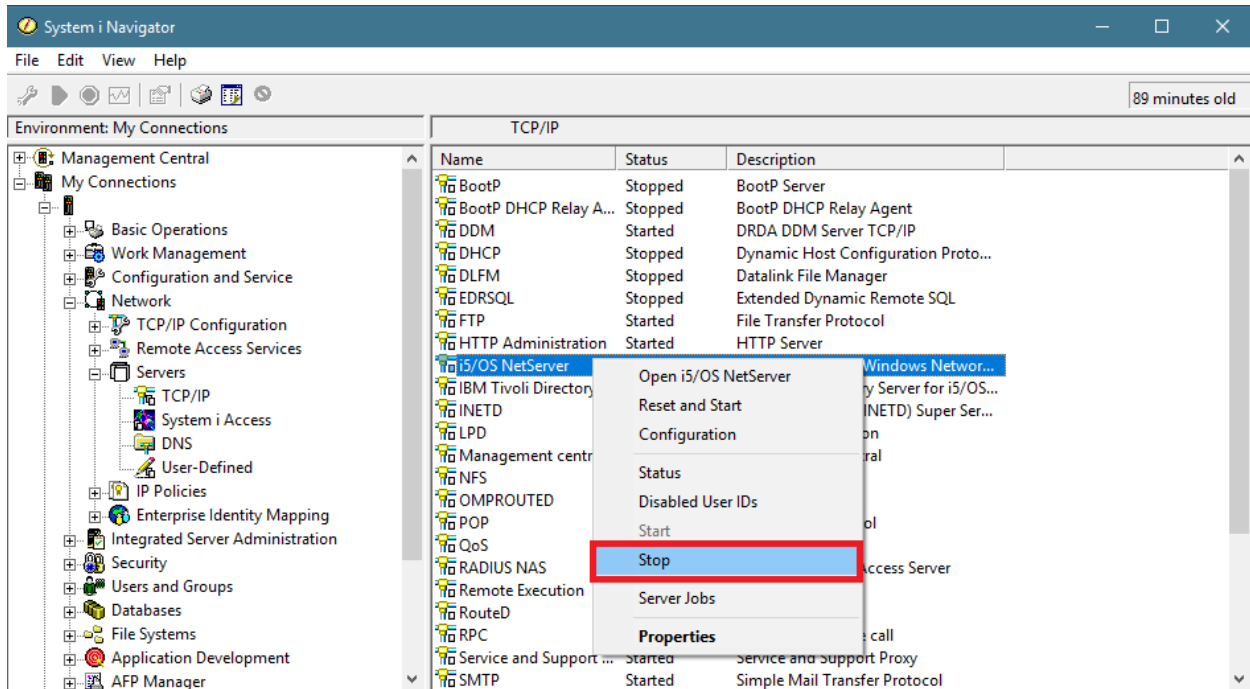 System i Navigator
File Edit View Help
89 minutes old
Environment: My Connections
TCP/IP
Management Central
My Connections
Basic Operations
Work Management
Configuration and Service
Network
TCP/IP Configuration
Remote Access Services
Servers
TCP/IP
System i Access
DNS
User-Defined
IP Policies
Enterprise Identity Mapping
Integrated Server Administration
Security
Users and Groups
Databases
File Systems
Application Development
AFP Manager
Name Status Description
BootP Stopped BootP Server
BootP DHCP Relay A... Stopped BootP DHCP Relay Agent
DDM Started DRDA DDM Server TCP/IP
DHCP Stopped Dynamic Host Configuration Proto...
DLFM Stopped Datalink File Manager
EDRSQL Stopped Extended Dynamic Remote SQL
FTP Started File Transfer Protocol
HTTP Administration Started HTTP Server
i5/OS NetServer Windows Networ...
IBM Tivoli Directory y Server for i5/OS...
INETD INETD) Super Ser...
LPD on
Management centr ral
NFS
OMPROUTED
POP ol
QoS
RADIUS NAS Access Server
Remote Execution
RouteD
RPC e call
Service and Support ... Started Service and Support Proxy
SMTP Started Simple Mail Transfer Protocol
Open i5/OS NetServer
Reset and Start
Configuration
Status
Disabled User IDs
Start
Stop
Server Jobs
Properties